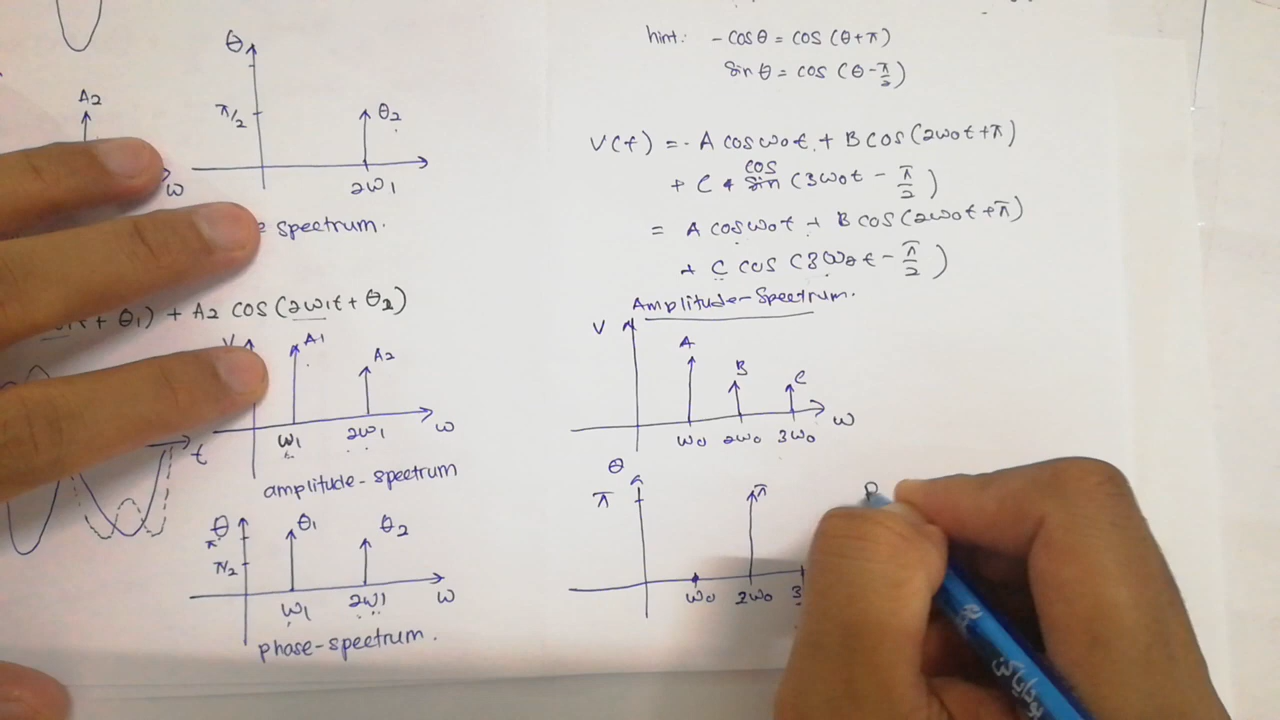 A2
ω
θ
π/2
θ2
2ω1
spectrum.
+ θ1) + A2 cos (2ω1t + θ2)
V
A1
A2
ω1
2ω1
ω
t
amplitude - spectrum
θ
π
π/2
θ1
θ2
ω1
2ω1
ω
phase-spectrum.
hint: - cos θ = cos (θ+π)
sin θ = cos (θ - π/2)
V(t) = A cos ω0t + B cos (2ω0t + π)
cos
+ C sin (3ω0t - π/2)
= A cos ω0t + B cos (2ω0t + π)
+ C cos (3ω0t - π/2)
Amplitude-Spectrum.
V
A
B
C
ω0
2ω0
3ω0
ω
θ
π
π
ω0
2ω0
3
P